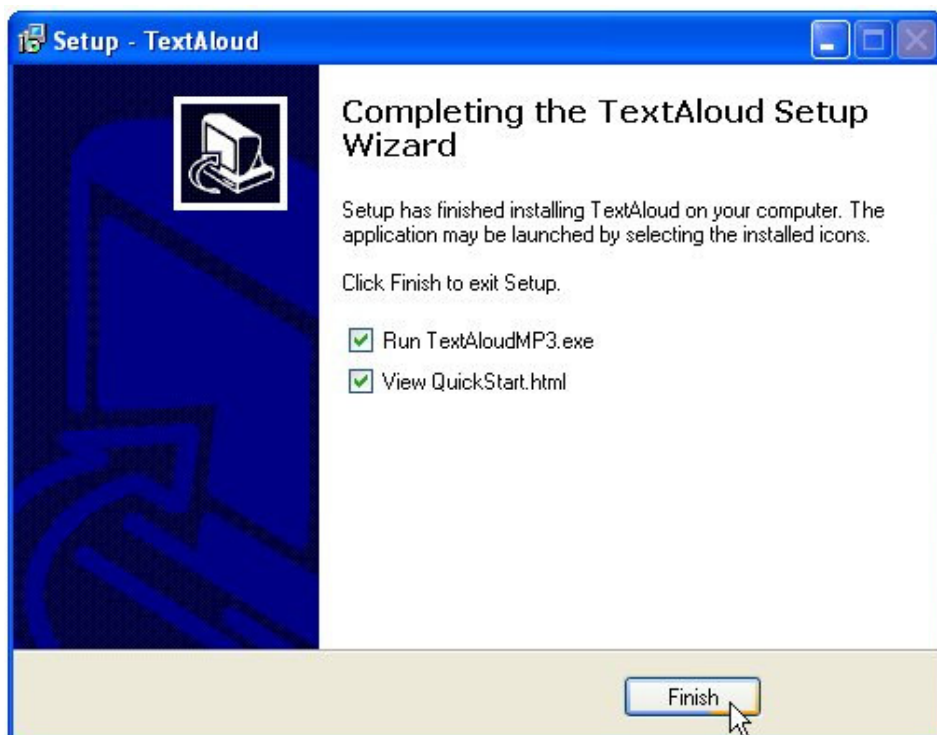 Setup - TextAloud
Completing the TextAloud Setup
Wizard
Setup has finished installing TextAloud on your computer. The
application may be launched by selecting the installed icons.
Click Finish to exit Setup.
Run TextAloudMP3.exe
View QuickStart.html
Finish